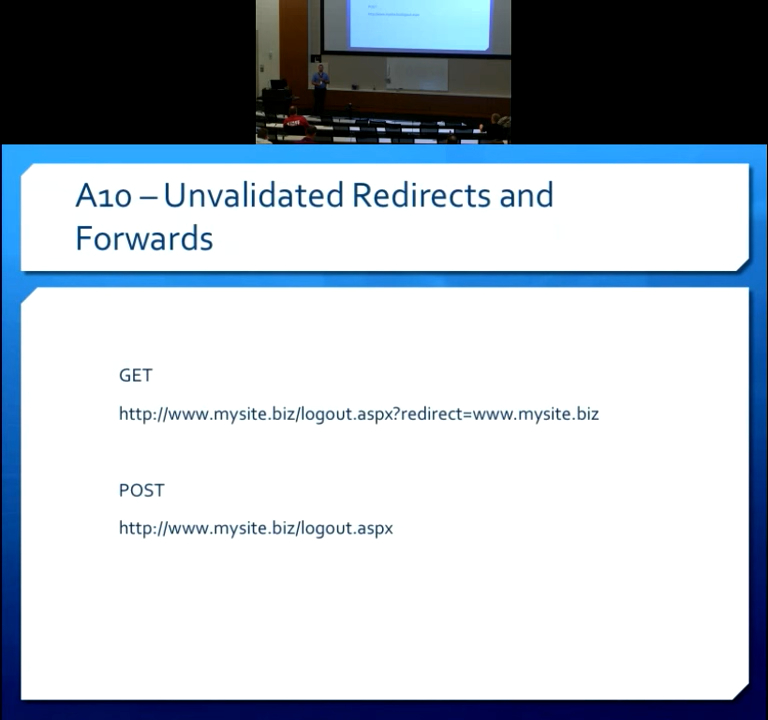 A10 – Unvalidated Redirects and
Forwards
GET
http://www.mysite.biz/logout.aspx?redirect=www.mysite.biz
POST
http://www.mysite.biz/logout.aspx